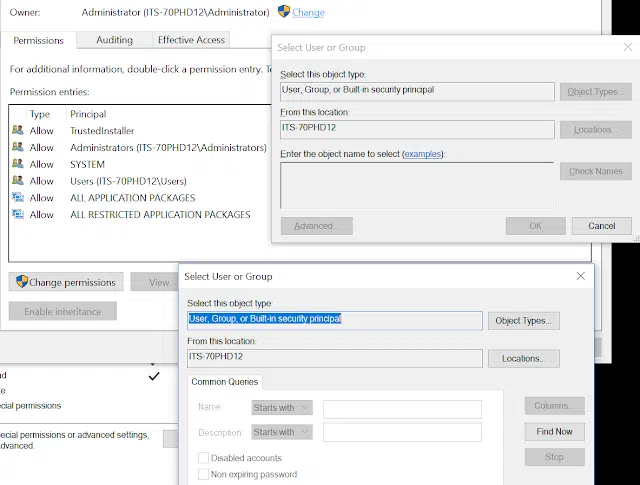 Owner: Administrator (ITS-70PHD12\Administrator) Change
Permissions Auditing Effective Access
For additional information, double-click a permission entry.
Permission entries:
Type Principal
Allow TrustedInstaller
Allow Administrators (ITS-70PHD12\Administrators)
Allow SYSTEM
Allow Users (ITS-70PHD12\Users)
Allow ALL APPLICATION PACKAGES
Allow ALL RESTRICTED APPLICATION PACKAGES
Change permissions View
Enable inheritance
Select User or Group
Select this object type:
User, Group, or Built-in security principal Object Types...
From this location:
ITS-70PHD12 Locations...
Enter the object name to select (examples):
Check Names
Advanced... OK Cancel
Select User or Group
Select this object type:
User, Group, or Built-in security principal Object Types...
From this location:
ITS-70PHD12 Locations...
Common Queries
Name: Starts with Columns...
Description: Starts with Find Now
Disabled accounts Stop
Non expiring password
permissions
permissions or advanced settings,